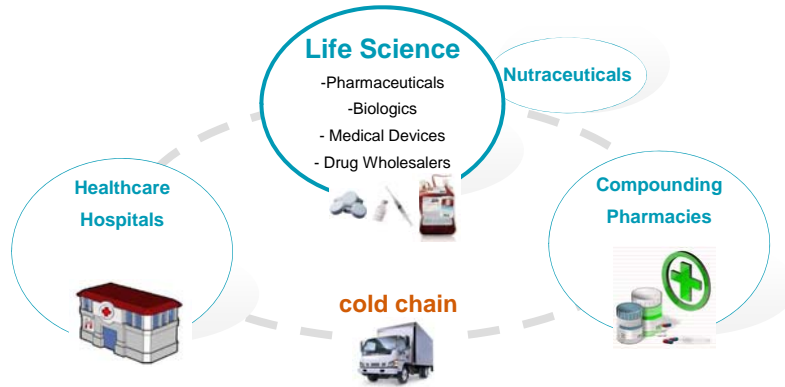 Life Science
-Pharmaceuticals
-Biologics
- Medical Devices
- Drug Wholesalers
Nutraceuticals
Healthcare
Hospitals
Compounding
Pharmacies
cold chain